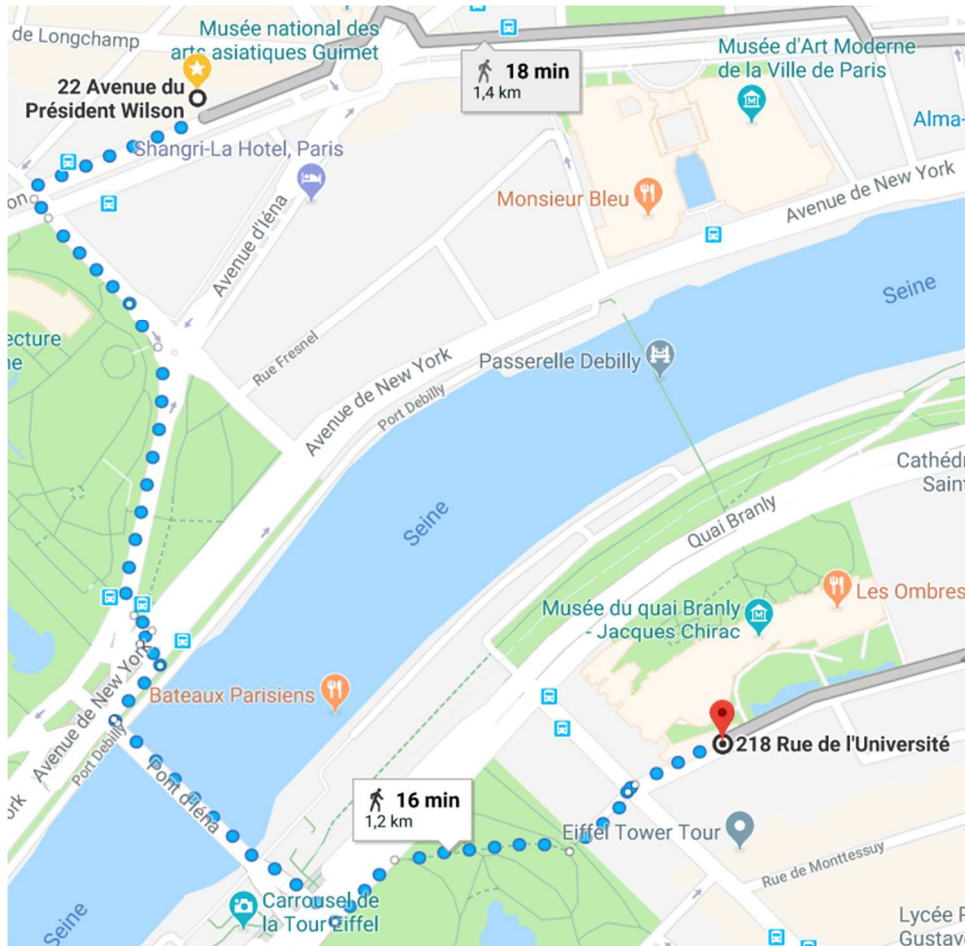 de Longchamp
Musée national des
arts asiatiques Guimet
22 Avenue du
Président Wilson
18 min
1,4 km
Musée d'Art Moderne
de la Ville de Paris
Alma-
Shangri-La Hotel, Paris
Monsieur Bleu
Avenue de New York
on
Avenue d'Iéna
Seine
ecture
ne
Rue Fresnel
Avenue de New York
Port Debilly
Passerelle Debilly
Cathéd
Saint
Seine
Quai Branly
Les Ombres
Musée du quai Branly
- Jacques Chirac
Bateaux Parisiens
Avenue de New York
Port Debilly
218 Rue de l'Université
Pont d'Iéna
ork
16 min
1,2 km
Eiffel Tower Tour
Rue de Monttessuy
Carrousel de
la Tour Eiffel
Seine
Lycée
Gustav